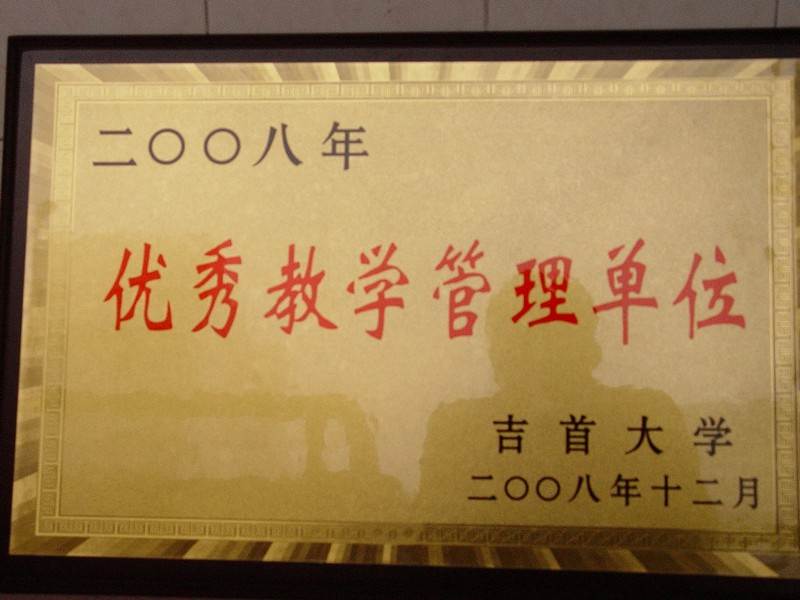 二〇〇八年
优秀教学管理单位
吉首大学
二〇〇八年十二月